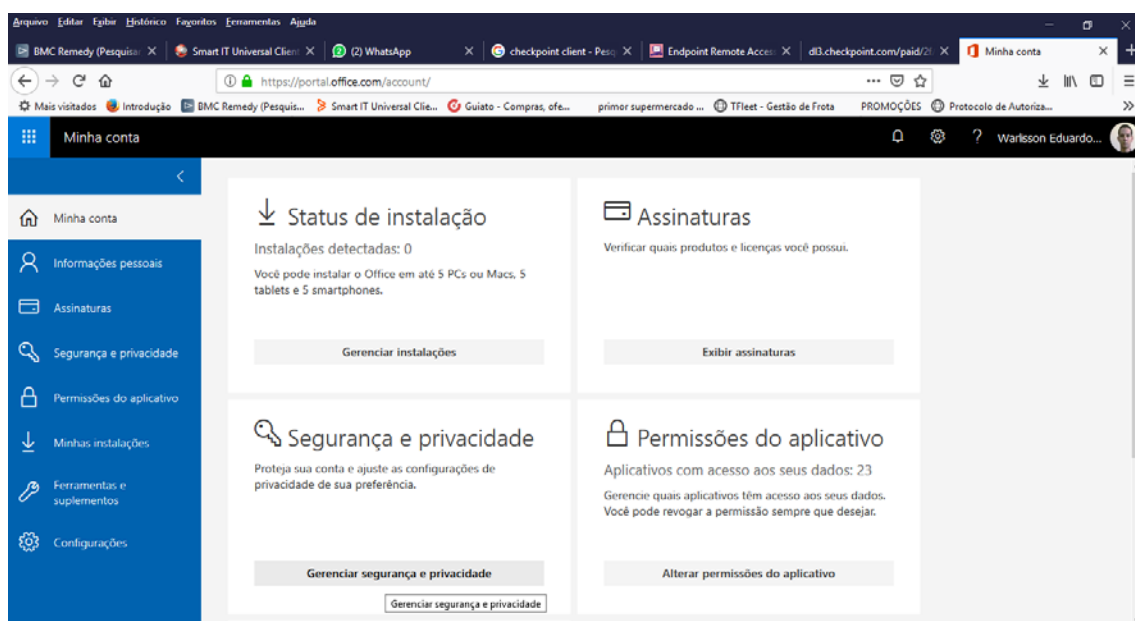 Arquivo Editar Exibir Histórico Favoritos Ferramentas Ajuda
BMC Remedy (Pesquisa
Smart IT Universal Client
(2) WhatsApp
checkpoint client - Pesq
Endpoint Remote Access
dl3.checkpoint.com/paid/2f
Minha conta
https://portal.office.com/account/
Mais visitados
Introdução
BMC Remedy (Pesquis...
Smart IT Universal Clie...
Guiato - Compras, ofe...
primor supermercado ...
TFleet - Gestão de Frota
PROMOÇÕES
Protocolo de Autoriza...
Minha conta
? Warlisson Eduardo...
Minha conta
Informações pessoais
Assinaturas
Segurança e privacidade
Permissões do aplicativo
Minhas instalações
Ferramentas e
suplementos
Configurações
Status de instalação
Instalações detectadas: 0
Você pode instalar o Office em até 5 PCs ou Macs, 5
tablets e 5 smartphones.
Gerenciar instalações
Assinaturas
Verificar quais produtos e licenças você possui.
Exibir assinaturas
Segurança e privacidade
Proteja sua conta e ajuste as configurações de
privacidade de sua preferência.
Gerenciar segurança e privacidade
Gerenciar segurança e privacidade
Permissões do aplicativo
Aplicativos com acesso aos seus dados: 23
Gerencie quais aplicativos têm acesso aos seus dados.
Você pode revogar a permissão sempre que desejar.
Alterar permissões do aplicativo